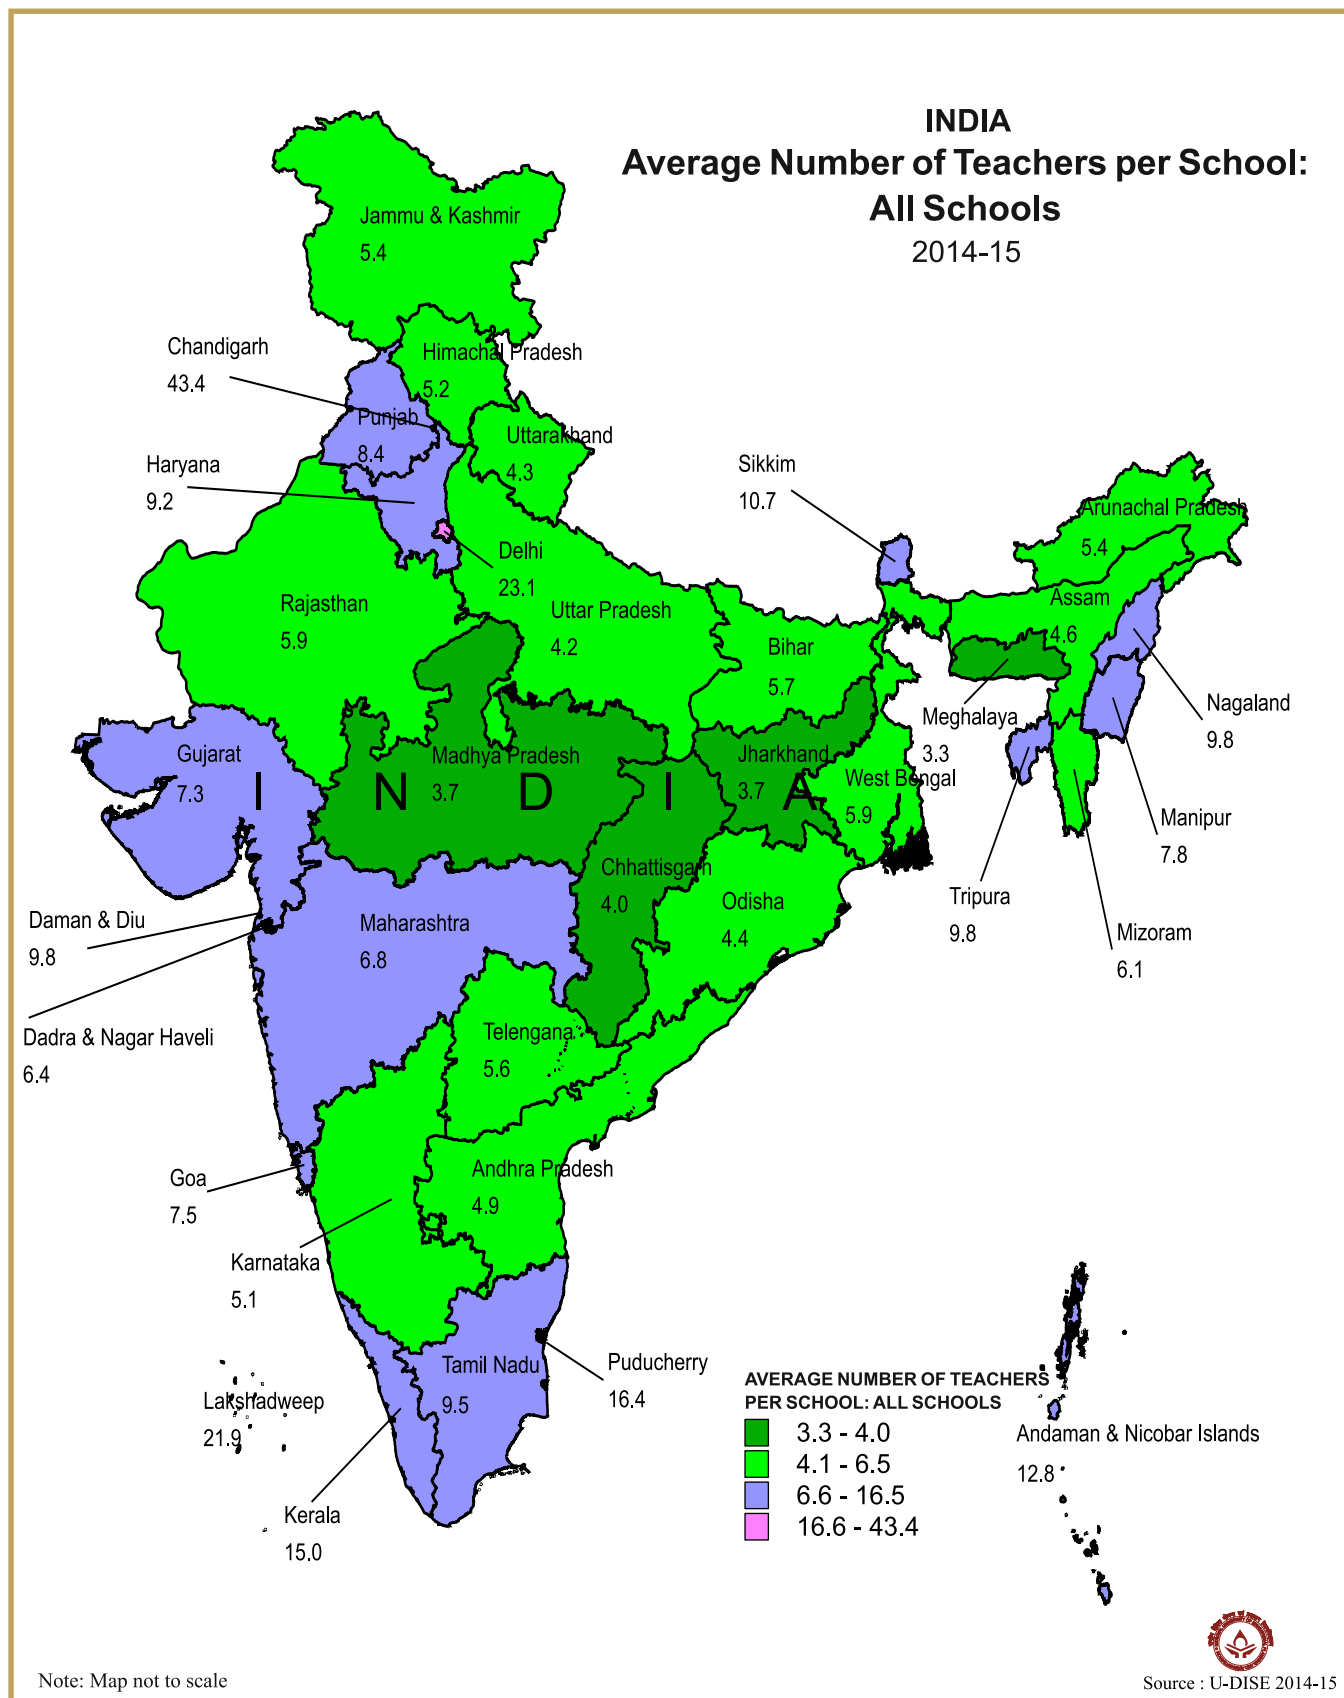 INDIA
Average Number of Teachers per School:
All Schools
2014-15
Jammu & Kashmir
5.4
Chandigarh
43.4
Himachal Pradesh
5.2
Punjab
8.4
Uttarakhand
4.3
Haryana
9.2
Sikkim
10.7
Arunachal Pradesh
5.4
Delhi
23.1
Rajasthan
5.9
Uttar Pradesh
4.2
Assam
4.6
Bihar
5.7
Nagaland
9.8
Meghalaya
3.3
Gujarat
7.3
Madhya Pradesh
3.7
Jharkhand
3.7
West Bengal
5.9
I N D I A
Manipur
7.8
Chhattisgarh
4.0
Odisha
4.4
Tripura
9.8
Mizoram
6.1
Daman & Diu
9.8
Maharashtra
6.8
Dadra & Nagar Haveli
6.4
Telengana
5.6
Goa
7.5
Andhra Pradesh
4.9
Karnataka
5.1
Tamil Nadu
9.5
Puducherry
16.4
Lakshadweep
21.9
Kerala
15.0
Andaman & Nicobar Islands
12.8
AVERAGE NUMBER OF TEACHERS
PER SCHOOL: ALL SCHOOLS
3.3 - 4.0
4.1 - 6.5
6.6 - 16.5
16.6 - 43.4
Note: Map not to scale
Source : U-DISE 2014-15